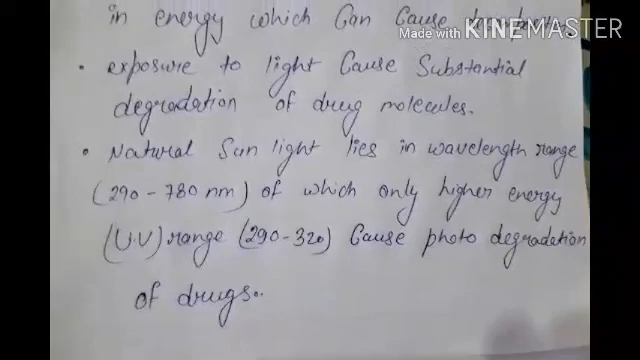 in energy which Can Cause
Made with KINEMASTER
• exposure to light Cause Substantial
degradation of drug molecules.
• Natural Sun light lies in wavelength range
(290 - 780 nm) of which only higher energy
(U.V) range (290-320) Cause photo degradation
of drugs..